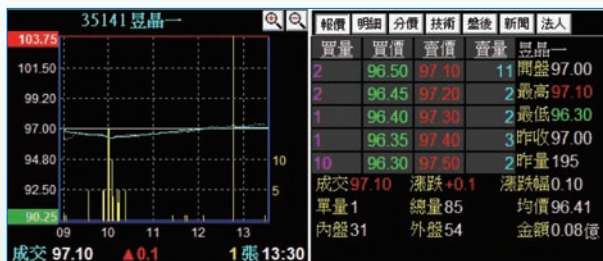 35141昱晶一
103.75
101.50
99.20
97.00
94.80
92.50
90.25
10
5
09 10 11 12 13
成交 97.10 ▲0.1 1張 13:30
報價 明細 分價 技術 盤後 新聞 法人
買量 買價 賣價 賣量 昱晶一
2 96.50 97.10 11 開盤97.00
2 96.45 97.20 2 最高97.10
1 96.40 97.30 2 最低96.30
1 96.35 97.40 3 昨收97.00
10 96.30 97.50 2 昨量195
成交97.10 漲跌+0.1 漲跌幅0.10
單量1 總量85 均價96.41
內盤31 外盤54 金額0.08億